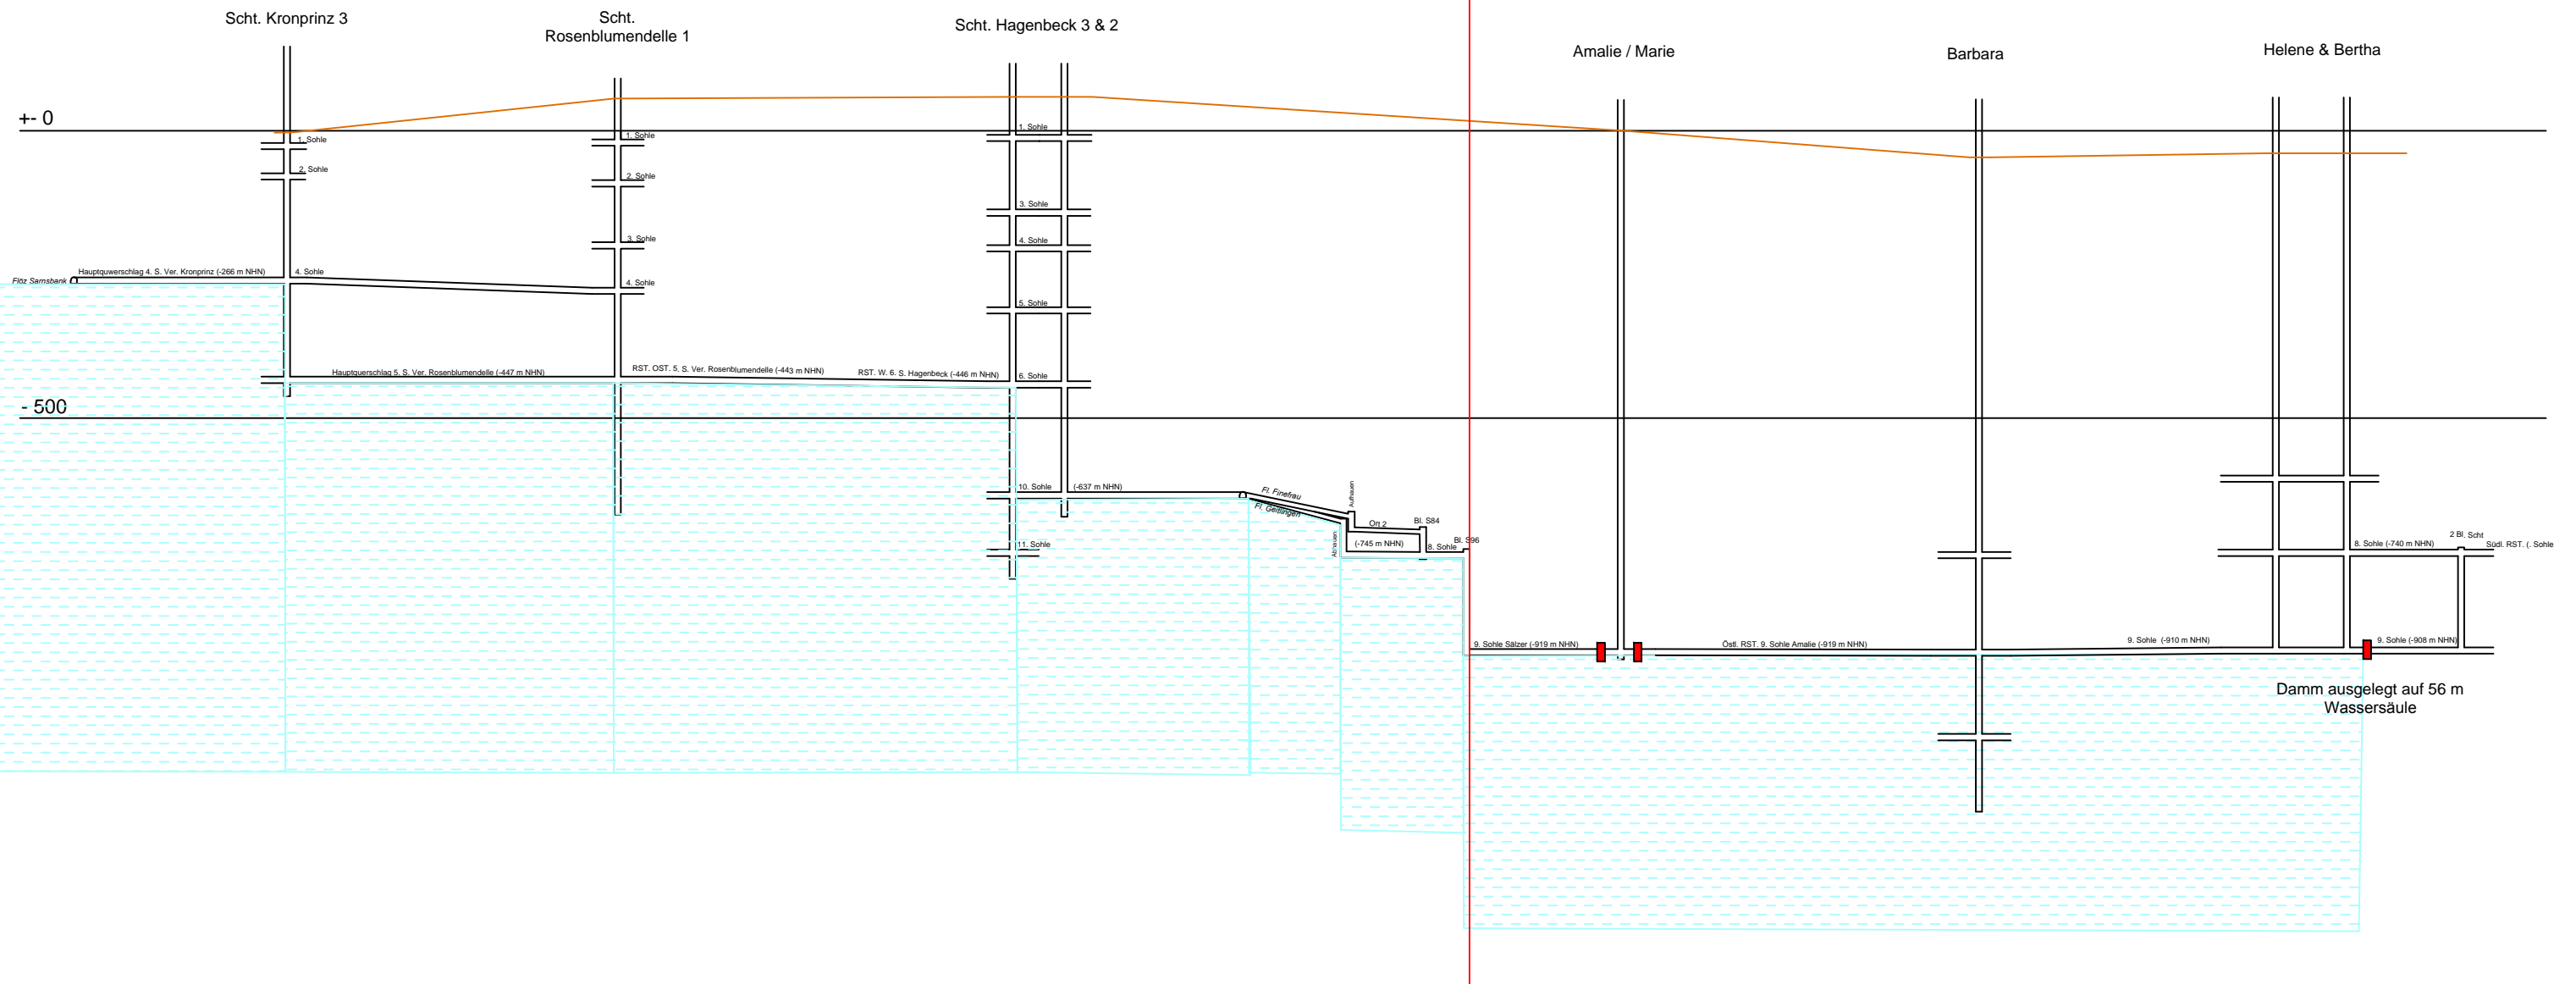 Scht. Kronprinz 3
Scht.
Rosenblumendelle 1
Scht. Hagenbeck 3 & 2
Amalie / Marie
Barbara
Helene & Bertha
+- 0
1. Sohle
2. Sohle
1. Sohle
2. Sohle
3. Sohle
4. Sohle
1. Sohle
3. Sohle
4. Sohle
5. Sohle
6. Sohle
Flöz Sarnsbank
Hauptquwerschlag 4. S. Ver. Kronprinz (-266 m NHN)
4. Sohle
Hauptquerschlag 5. S. Ver. Rosenblumendelle (-447 m NHN)
RST. OST. 5. S. Ver. Rosenblumendelle (-443 m NHN)
RST. W. 6. S. Hagenbeck (-446 m NHN)
- 500
10. Sohle
(-637 m NHN)
11. Sohle
Fl. Finefrau
Fl. Geitlingen
Aufhauen
Abhauen
Ort 2
Bl. S84
(-745 m NHN)
8. Sohle
Bl. S96
9. Sohle Sälzer (-919 m NHN)
Östl. RST. 9. Sohle Amalie (-919 m NHN)
9. Sohle (-910 m NHN)
8. Sohle (-740 m NHN)
2 Bl. Scht
Südl. RST. (. Sohle
9. Sohle (-908 m NHN)
Damm ausgelegt auf 56 m
Wassersäule